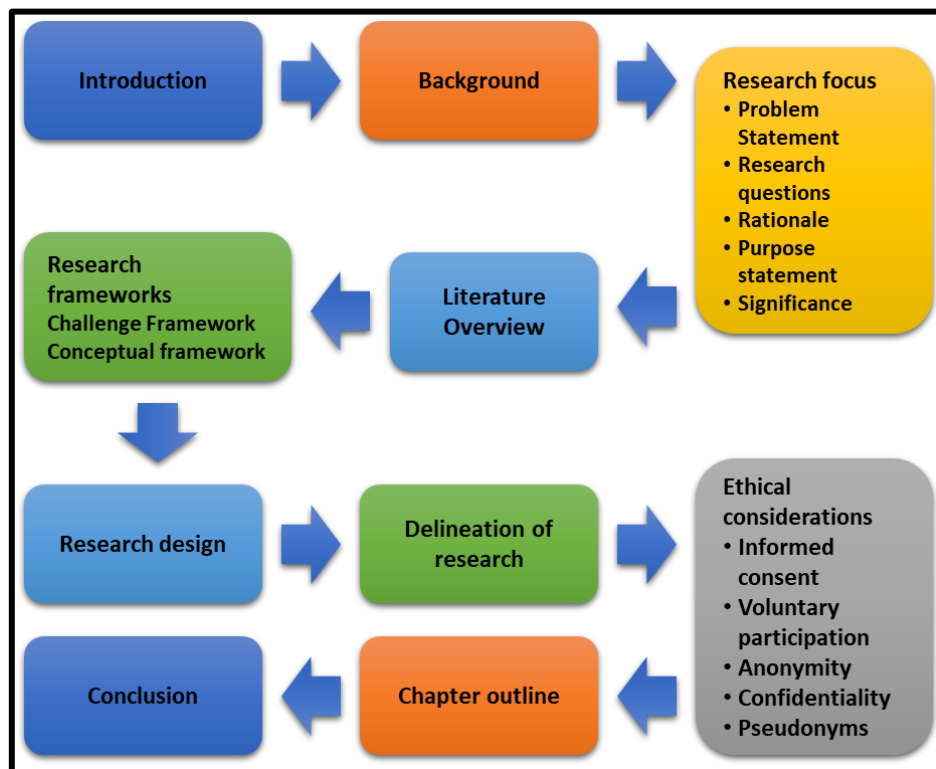 Introduction
Background
Research focus
• Problem
Statement
• Research
questions
• Rationale
• Purpose
statement
• Significance
Literature
Overview
Research
frameworks
Challenge Framework
Conceptual framework
Research design
Delineation of
research
Ethical
considerations
• Informed
consent
• Voluntary
participation
• Anonymity
• Confidentiality
• Pseudonyms
Chapter outline
Conclusion